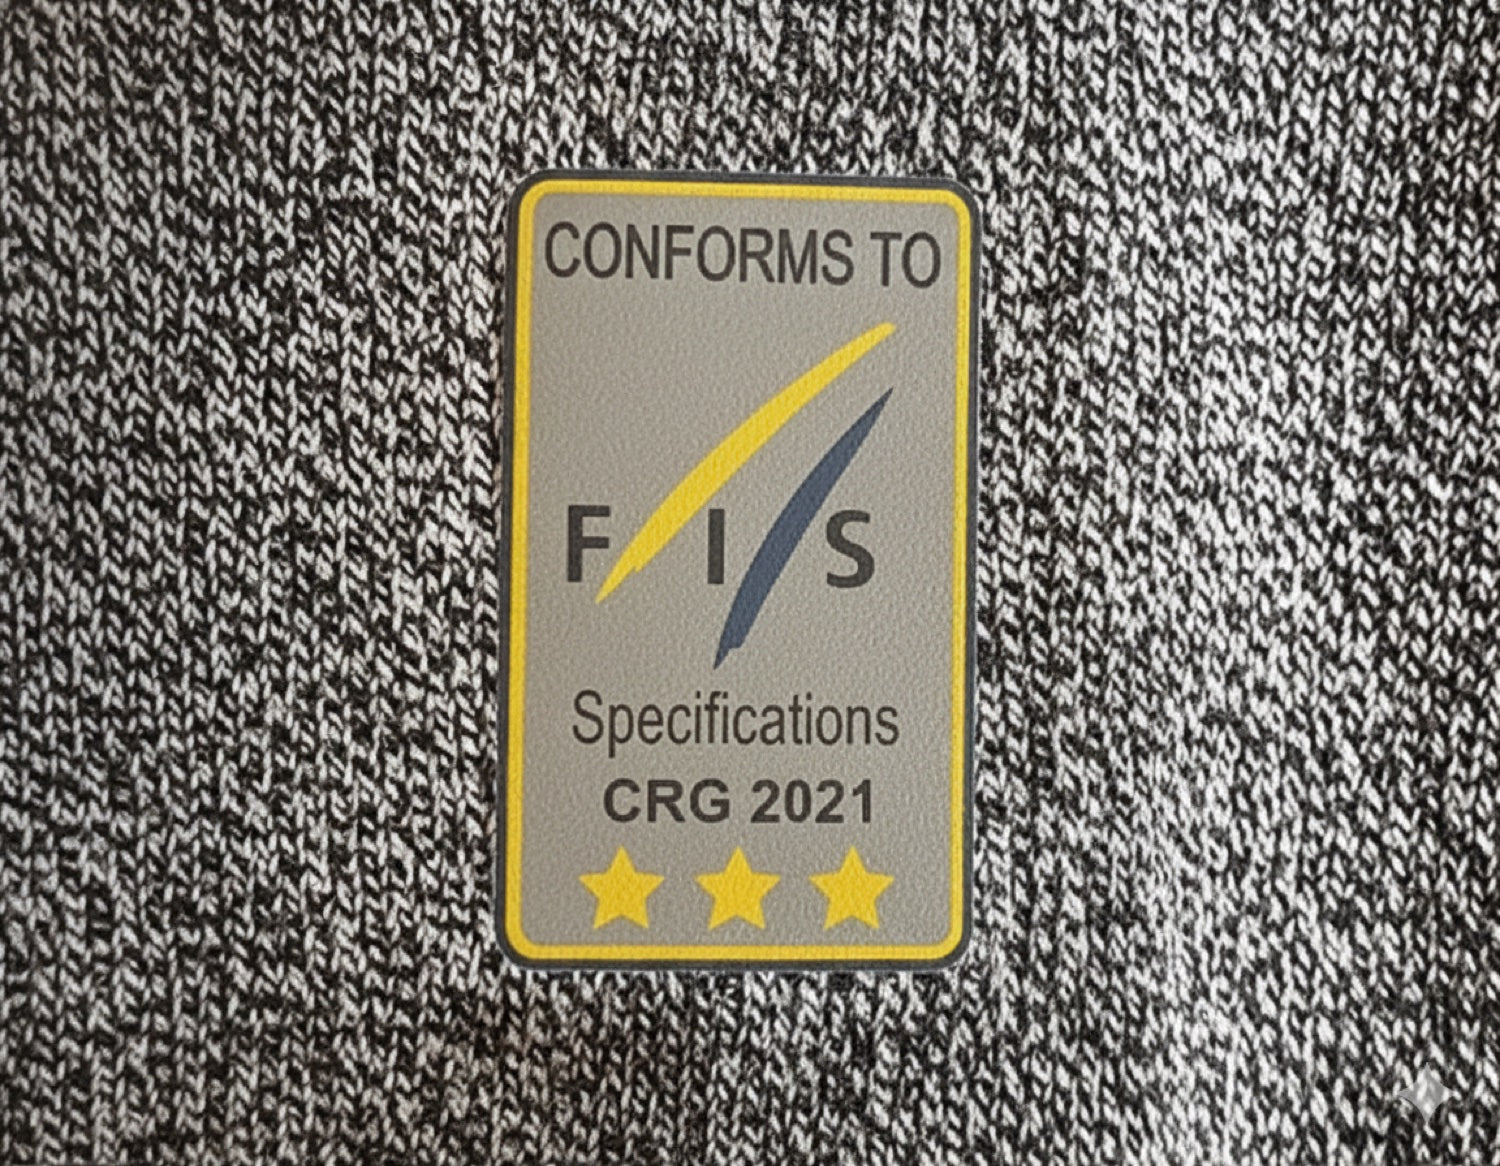 CONFORMS TO
F I S
Specifications
CRG 2021